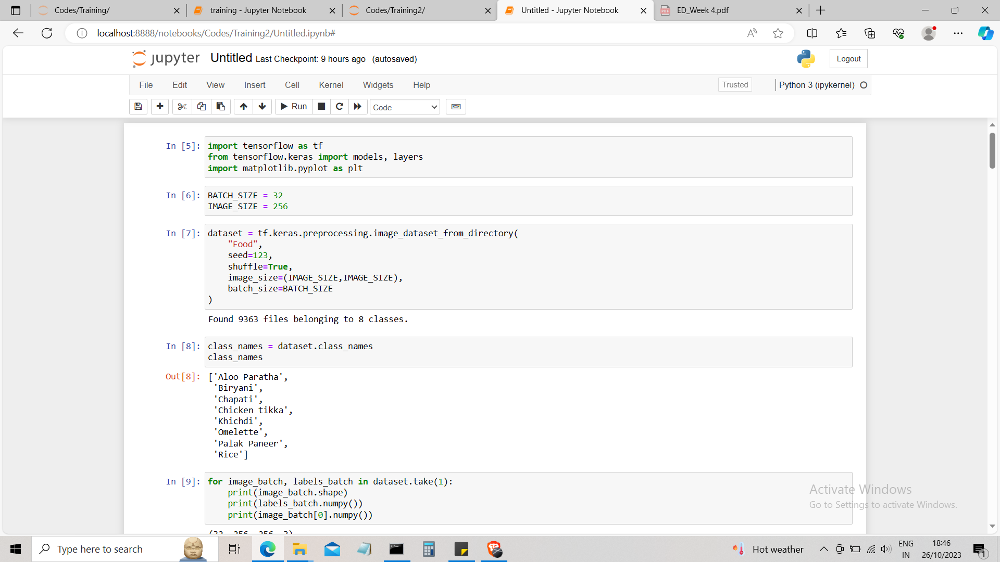 Codes/Training/
training - Jupyter Notebook
Codes/Training2/
Untitled - Jupyter Notebook
ED_Week 4.pdf
localhost:8888/notebooks/Codes/Training2/Untitled.ipynb#
jupyter Untitled Last Checkpoint: 9 hours ago (autosaved)
Logout
File Edit View Insert Cell Kernel Widgets Help
Trusted
Python 3 (ipykernel)
Run
Code
In [5]: import tensorflow as tf
from tensorflow.keras import models, layers
import matplotlib.pyplot as plt
In [6]: BATCH_SIZE = 32
IMAGE_SIZE = 256
In [7]: dataset = tf.keras.preprocessing.image_dataset_from_directory(
"Food",
seed=123,
shuffle=True,
image_size=(IMAGE_SIZE,IMAGE_SIZE),
batch_size=BATCH_SIZE
)
Found 9363 files belonging to 8 classes.
In [8]: class_names = dataset.class_names
class_names
Out[8]: ['Aloo Paratha',
'Biryani',
'Chapati',
'Chicken tikka',
'Khichdi',
'Omelette',
'Palak Paneer',
'Rice']
In [9]: for image_batch, labels_batch in dataset.take(1):
print(image_batch.shape)
print(labels_batch.numpy())
print(image_batch[0].numpy())
(32, 256, 256, 3)
Activate Windows
Go to Settings to activate Windows.
Type here to search
Hot weather
ENG
IN
18:46
26/10/2023
1